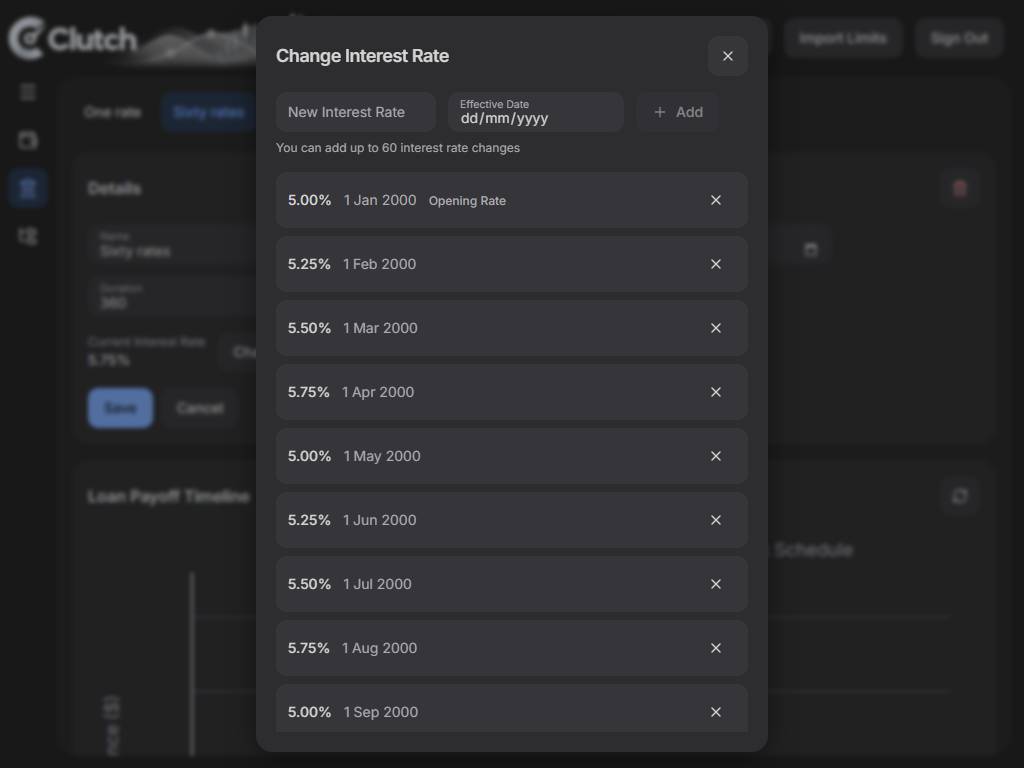 Clutch
Import Limits
Sign Out
One rate
Sixty rates
Details
Name
Sixty rates
Duration
360
Current Interest Rate
5.75%
Save
Cancel
Loan Payoff Timeline
Schedule
Change Interest Rate
New Interest Rate
Effective Date
dd/mm/yyyy
Add
You can add up to 60 interest rate changes
5.00% 1 Jan 2000 Opening Rate
5.25% 1 Feb 2000
5.50% 1 Mar 2000
5.75% 1 Apr 2000
5.00% 1 May 2000
5.25% 1 Jun 2000
5.50% 1 Jul 2000
5.75% 1 Aug 2000
5.00% 1 Sep 2000